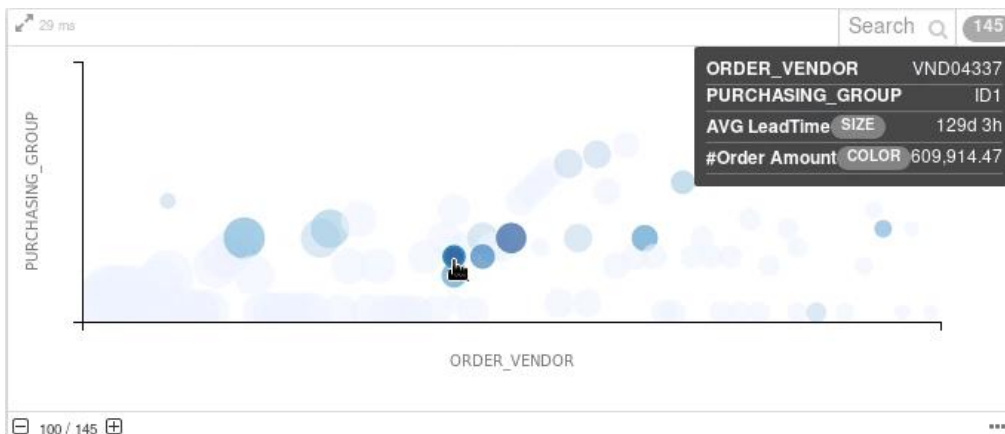 29 ms
Search
145
ORDER_VENDOR VND04337
PURCHASING_GROUP ID1
AVG LeadTime SIZE 129d 3h
#Order Amount COLOR 609,914.47
PURCHASING_GROUP
ORDER_VENDOR
100 / 145